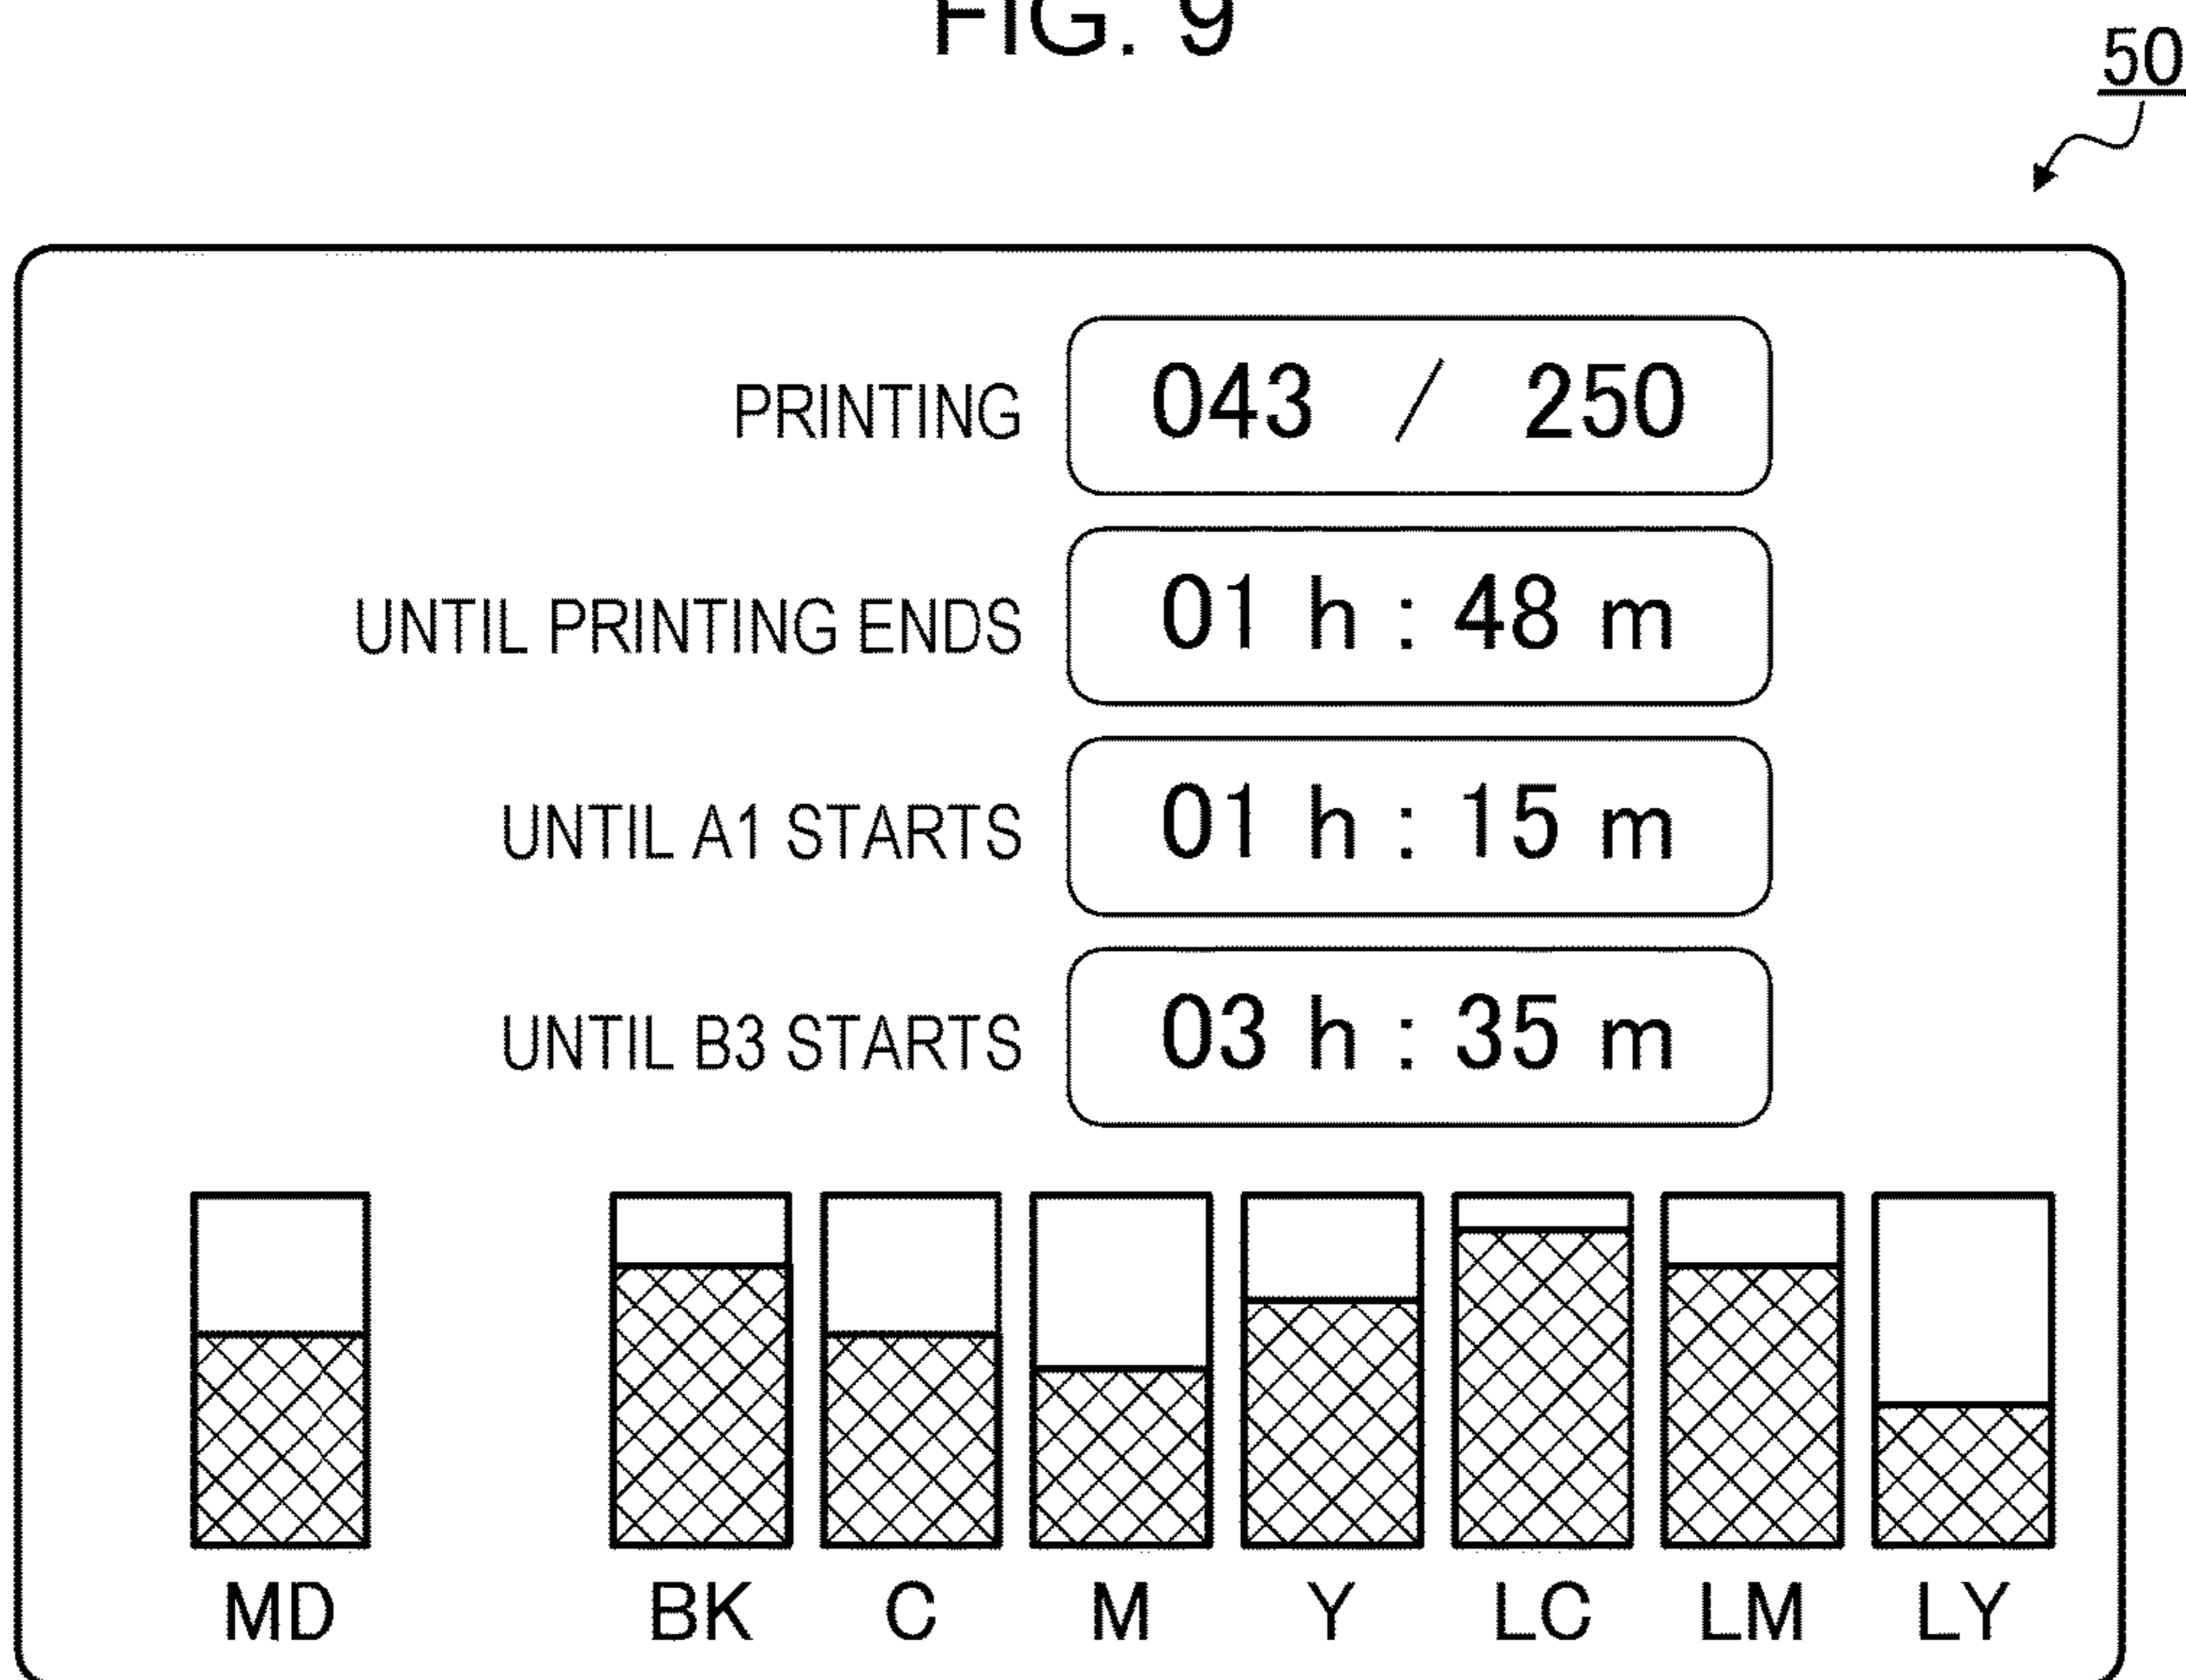 FIG. 9
50
PRINTING 043 / 250
UNTIL PRINTING ENDS 01 h : 48 m
UNTIL A1 STARTS 01 h : 15 m
UNTIL B3 STARTS 03 h : 35 m
MD BK C M Y LC LM LY